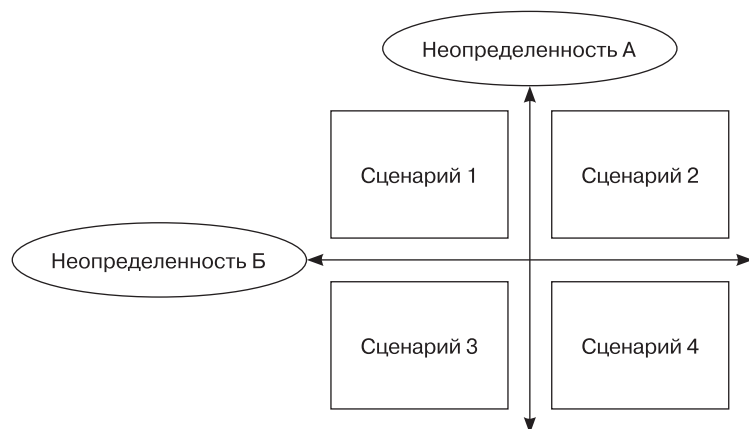 Неопределенность А
Сценарий 1
Сценарий 2
Неопределенность Б
Сценарий 3
Сценарий 4